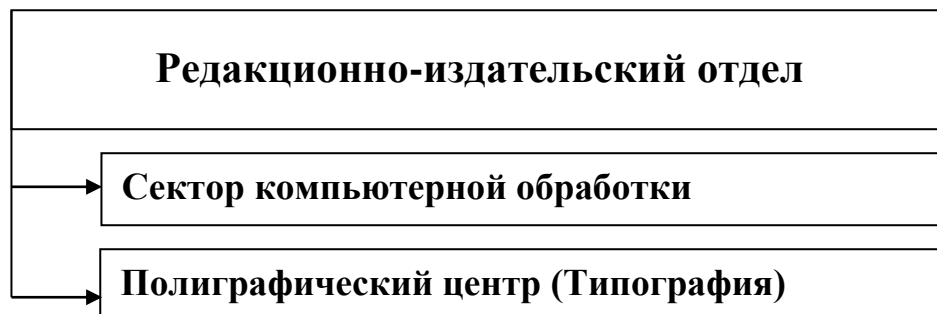 Редакционно-издательский отдел
Сектор компьютерной обработки
Полиграфический центр (Типография)